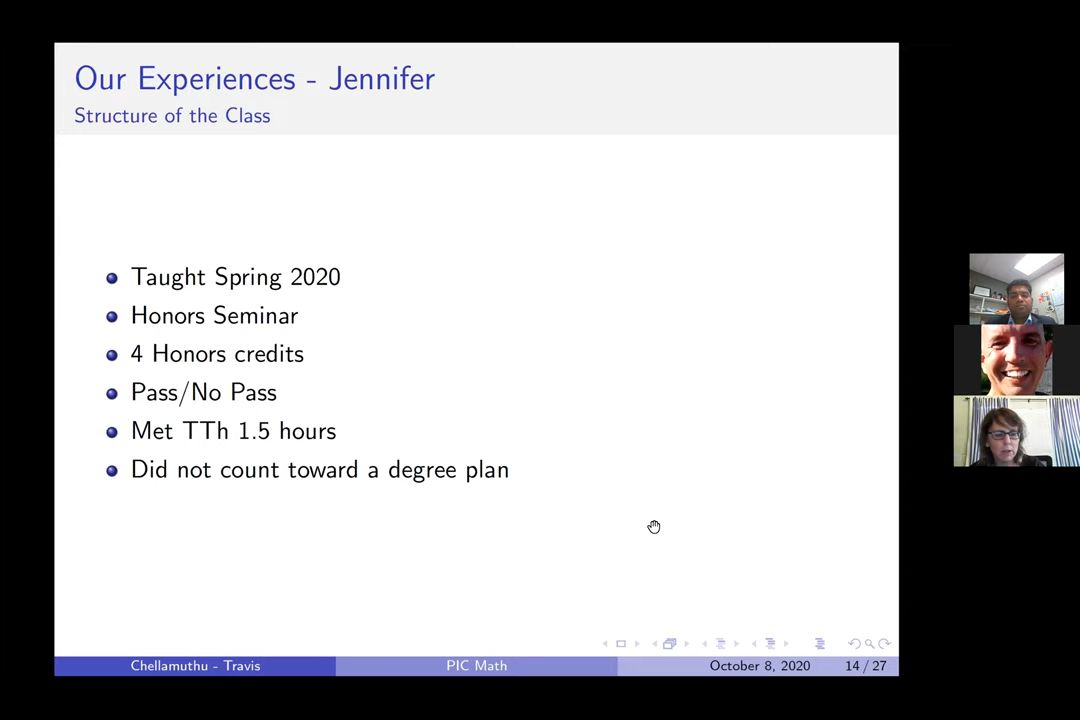 Our Experiences - Jennifer
Structure of the Class
Taught Spring 2020
Honors Seminar
4 Honors credits
Pass/No Pass
Met TTh 1.5 hours
Did not count toward a degree plan
Chellamuthu - Travis PIC Math October 8, 2020 14 / 27